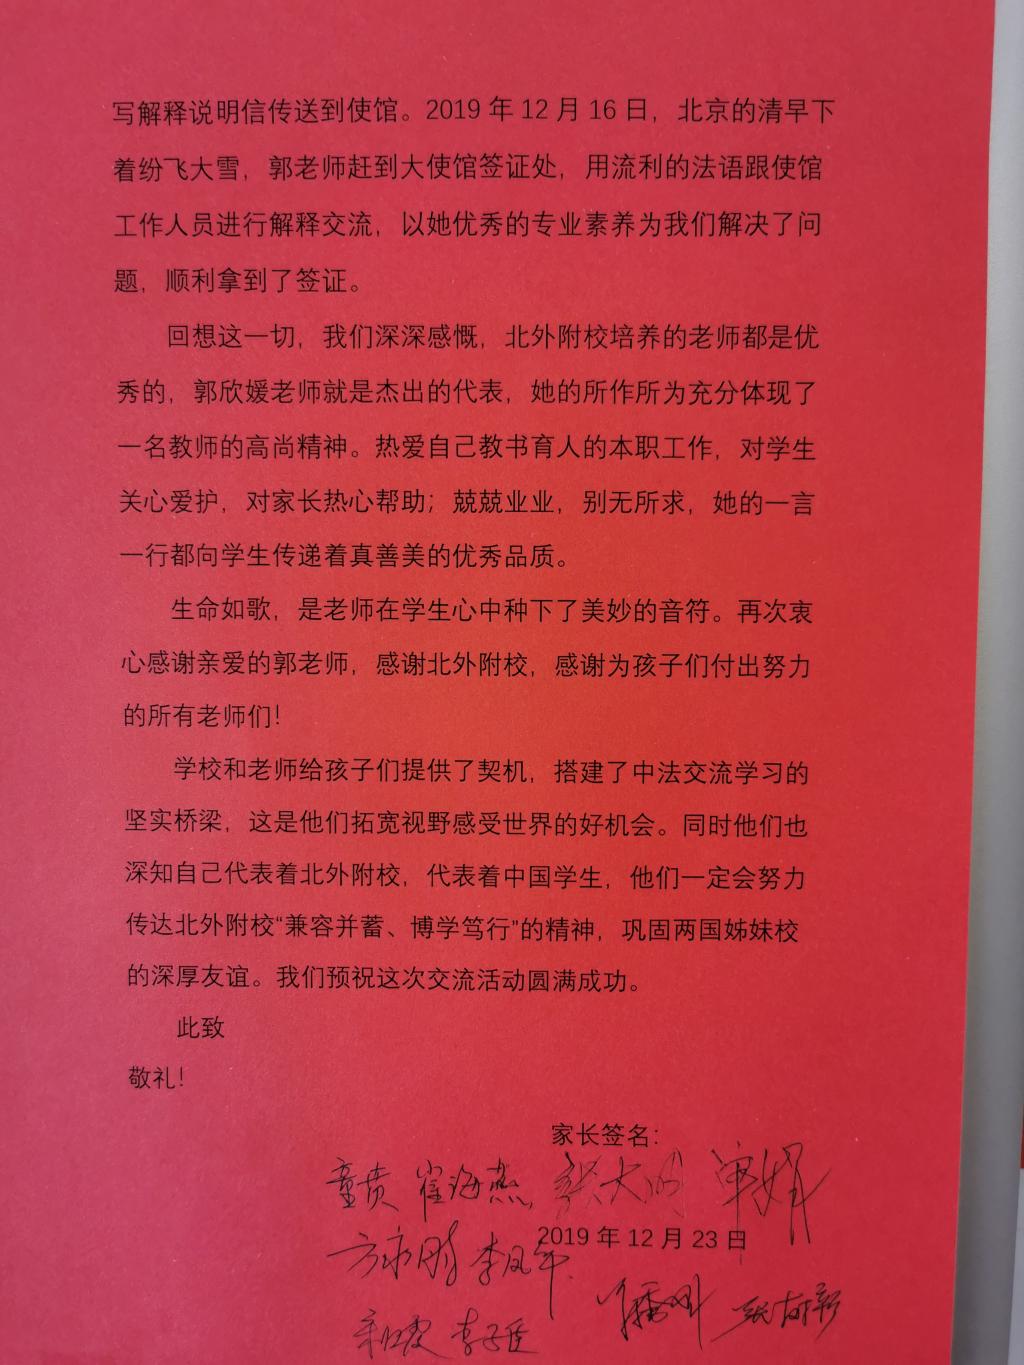 写解释说明信传送到使馆。2019 年 12 月 16 日，北京的清早下
着纷飞大雪，郭老师赶到大使馆签证处，用流利的法语跟使馆
工作人员进行解释交流，以她优秀的专业素养为我们解决了问
题，顺利拿到了签证。
回想这一切，我们深深感慨，北外附校培养的老师都是优
秀的，郭欣媛老师就是杰出的代表，她的所作所为充分体现了
一名教师的高尚精神。热爱自己教书育人的本职工作，对学生
关心爱护，对家长热心帮助；兢兢业业，别无所求，她的一言
一行都向学生传递着真善美的优秀品质。
生命如歌，是老师在学生心中种下了美妙的音符。再次衷
心感谢亲爱的郭老师，感谢北外附校，感谢为孩子们付出努力
的所有老师们！
学校和老师给孩子们提供了契机，搭建了中法交流学习的
坚实桥梁，这是他们拓宽视野感受世界的好机会。同时他们也
深知自己代表着北外附校，代表着中国学生，他们一定会努力
传达北外附校“兼容并蓄、博学笃行”的精神，巩固两国姊妹校
的深厚友谊。我们预祝这次交流活动圆满成功。
此致
敬礼！
家长签名：
童贲 崔海燕 单娟
2019 年 12 月 23 日
方永刚